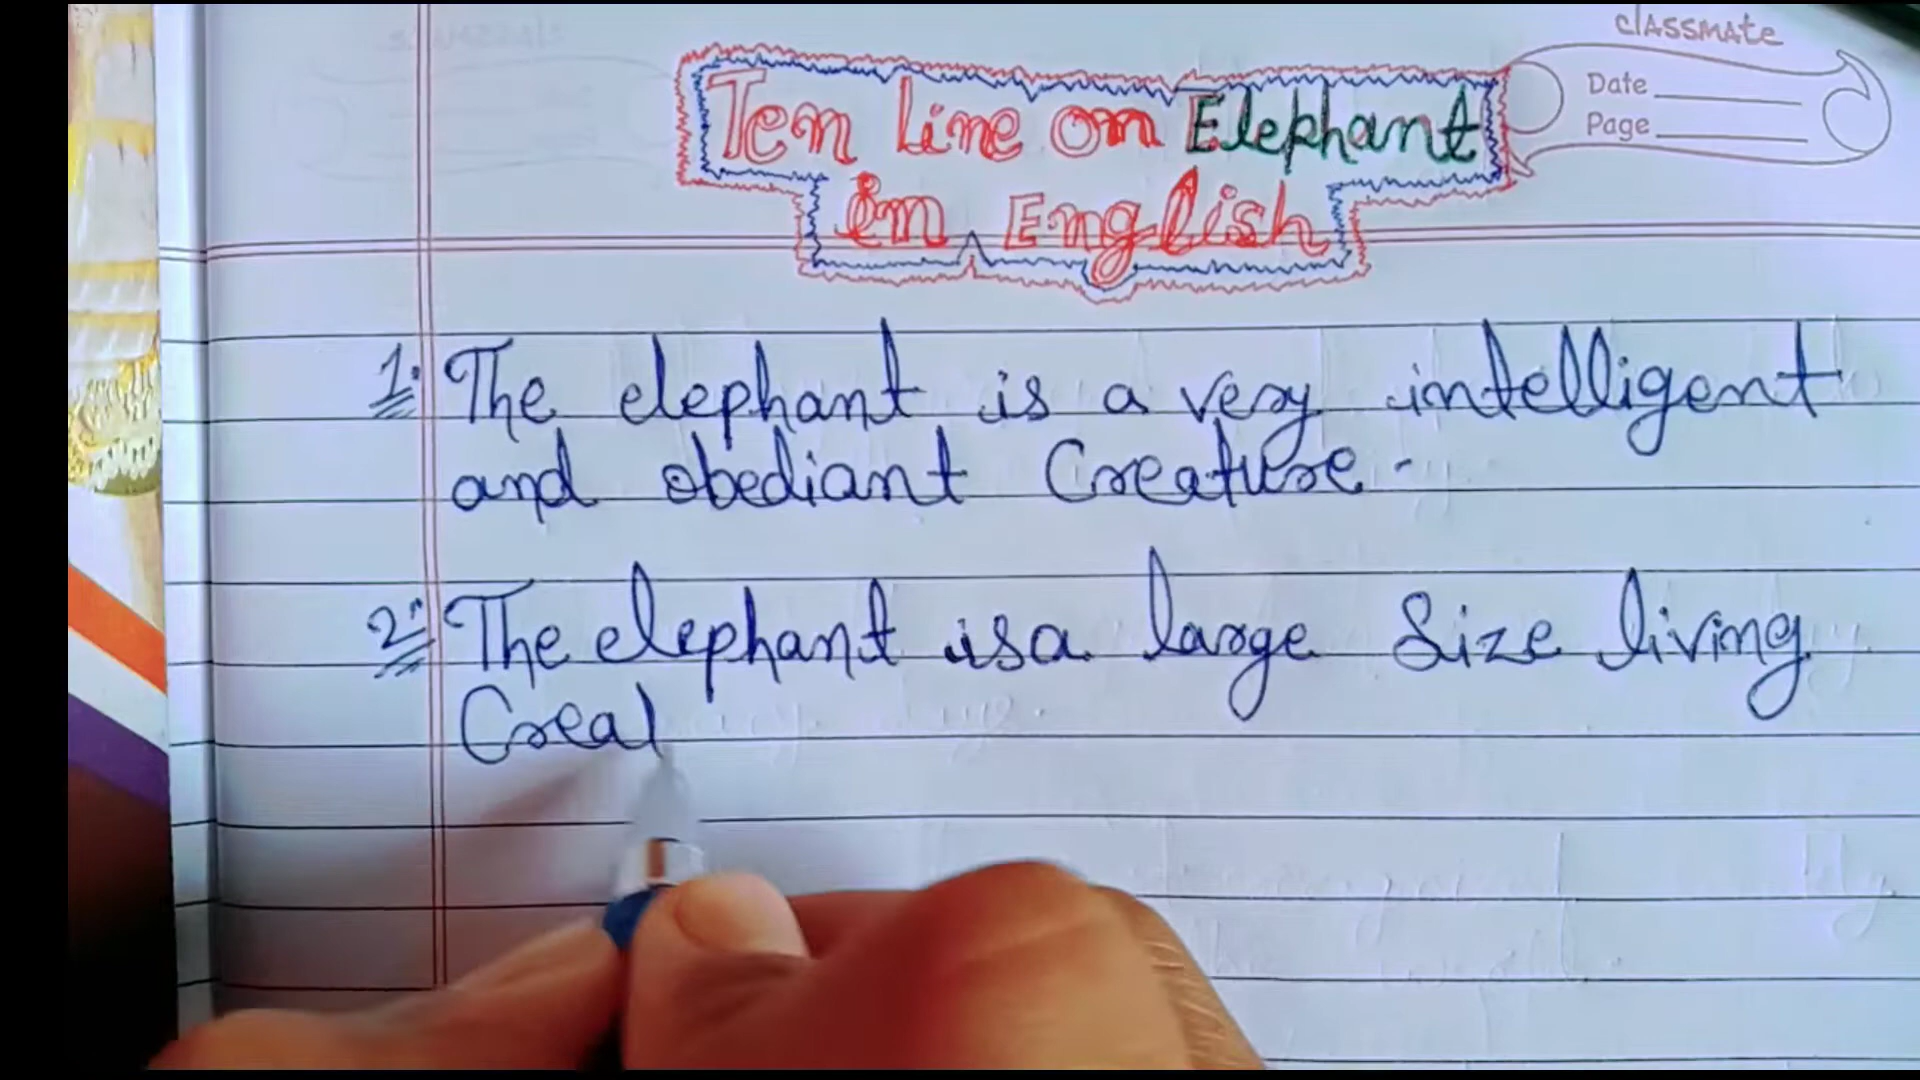 classmate
Date
Page
Ten line on Elephant
in English
1. The elephant is a very intelligent
and obediant Creature.
2. The elephant is a large Size living
Crea